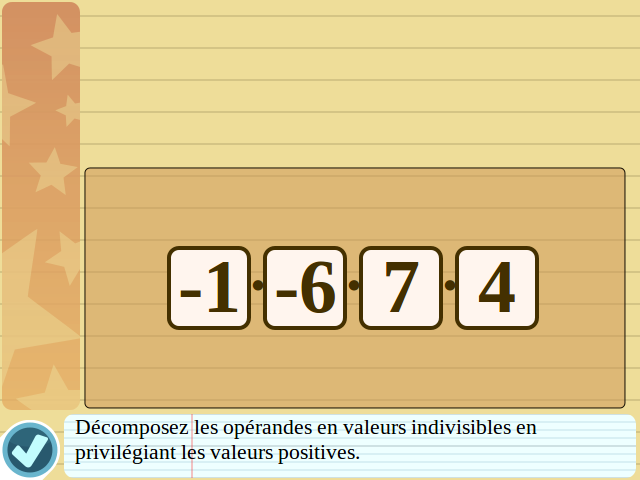 -1·-6·7·4
Décomposez les opérandes en valeurs indivisibles en
privilégiant les valeurs positives.